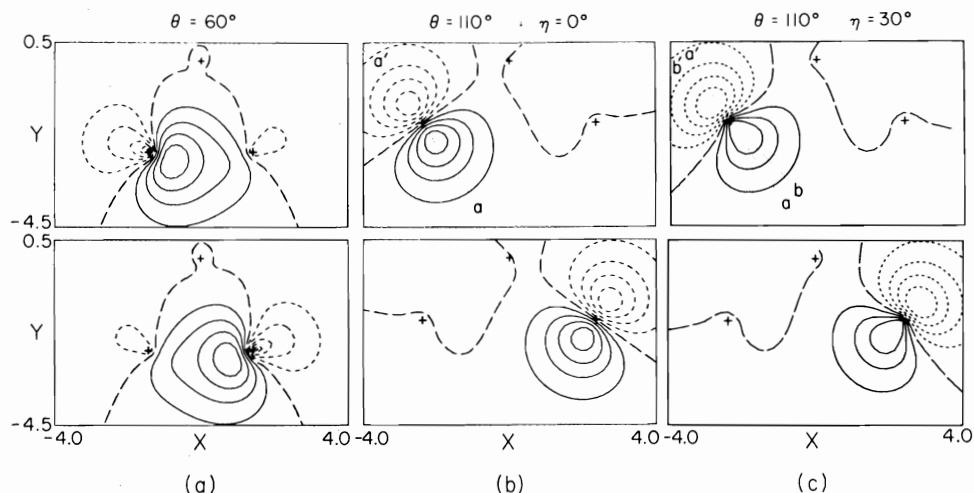 θ = 60°
θ = 110° η = 0°
θ = 110° η = 30°
0.5
a
b a
Y
a
b
a
-4.5
0.5
Y
-4.5
-4.0 X 4.0
-4.0 X 4.0
-4.0 X 4.0
(a)
(b)
(c)